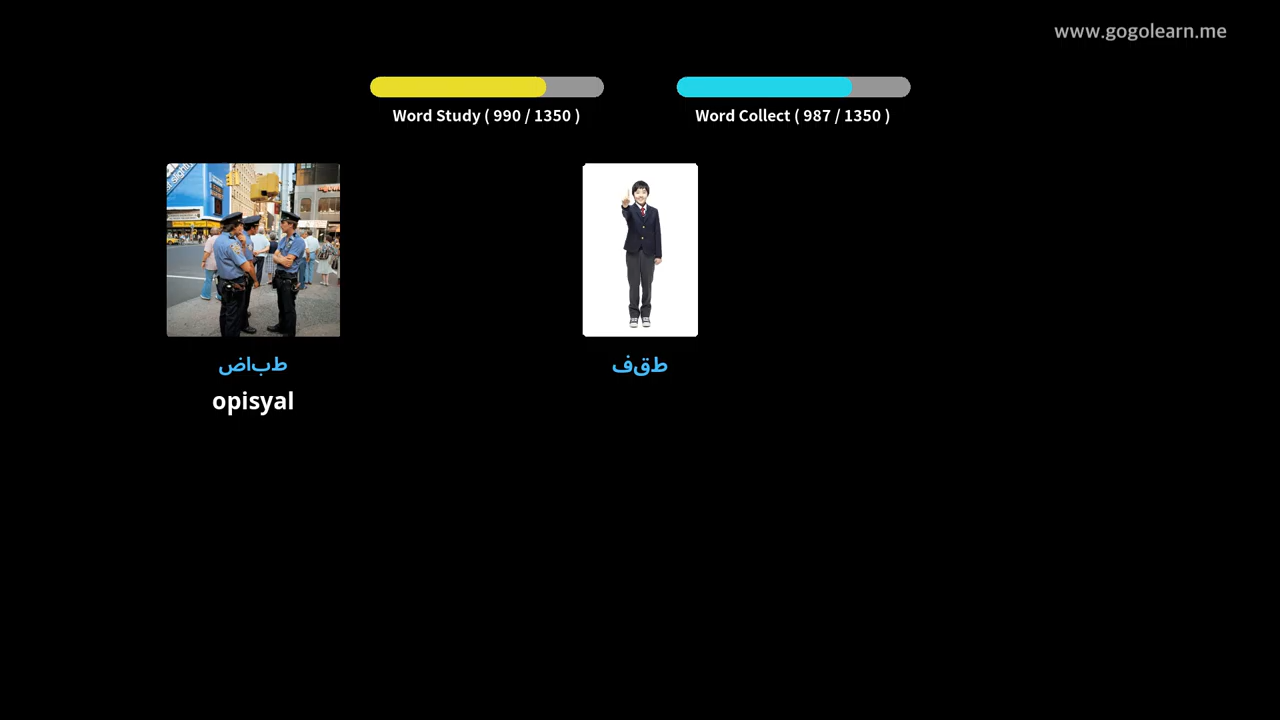 www.gogolearn.me
Word Study ( 990 / 1350 )
Word Collect ( 987 / 1350 )
طباض
طقف
opisyal